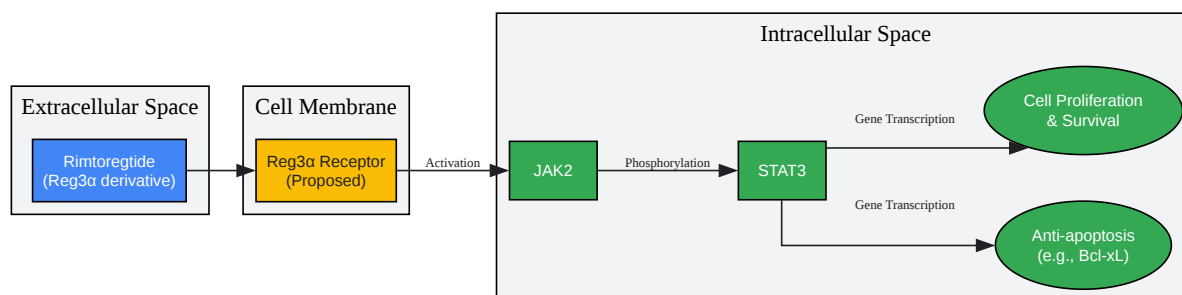 Intracellular Space
Extracellular Space
Cell Membrane
Rimtoregtide
(Reg3α derivative)
Reg3α Receptor
(Proposed)
Activation
JAK2
Phosphorylation
STAT3
Gene Transcription
Cell Proliferation
& Survival
Gene Transcription
Anti-apoptosis
(e.g., Bcl-xL)